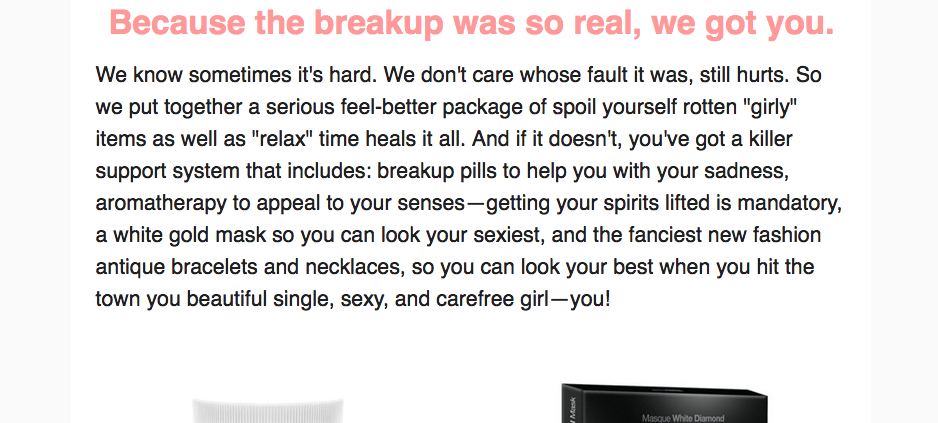 Because the breakup was so real, we got you.
We know sometimes it's hard. We don't care whose fault it was, still hurts. So
we put together a serious feel-better package of spoil yourself rotten "girly"
items as well as "relax" time heals it all. And if it doesn't, you've got a killer
support system that includes: breakup pills to help you with your sadness,
aromatherapy to appeal to your senses—getting your spirits lifted is mandatory,
a white gold mask so you can look your sexiest, and the fanciest new fashion
antique bracelets and necklaces, so you can look your best when you hit the
town you beautiful single, sexy, and carefree girl—you!
Mask
Masque White Diamond